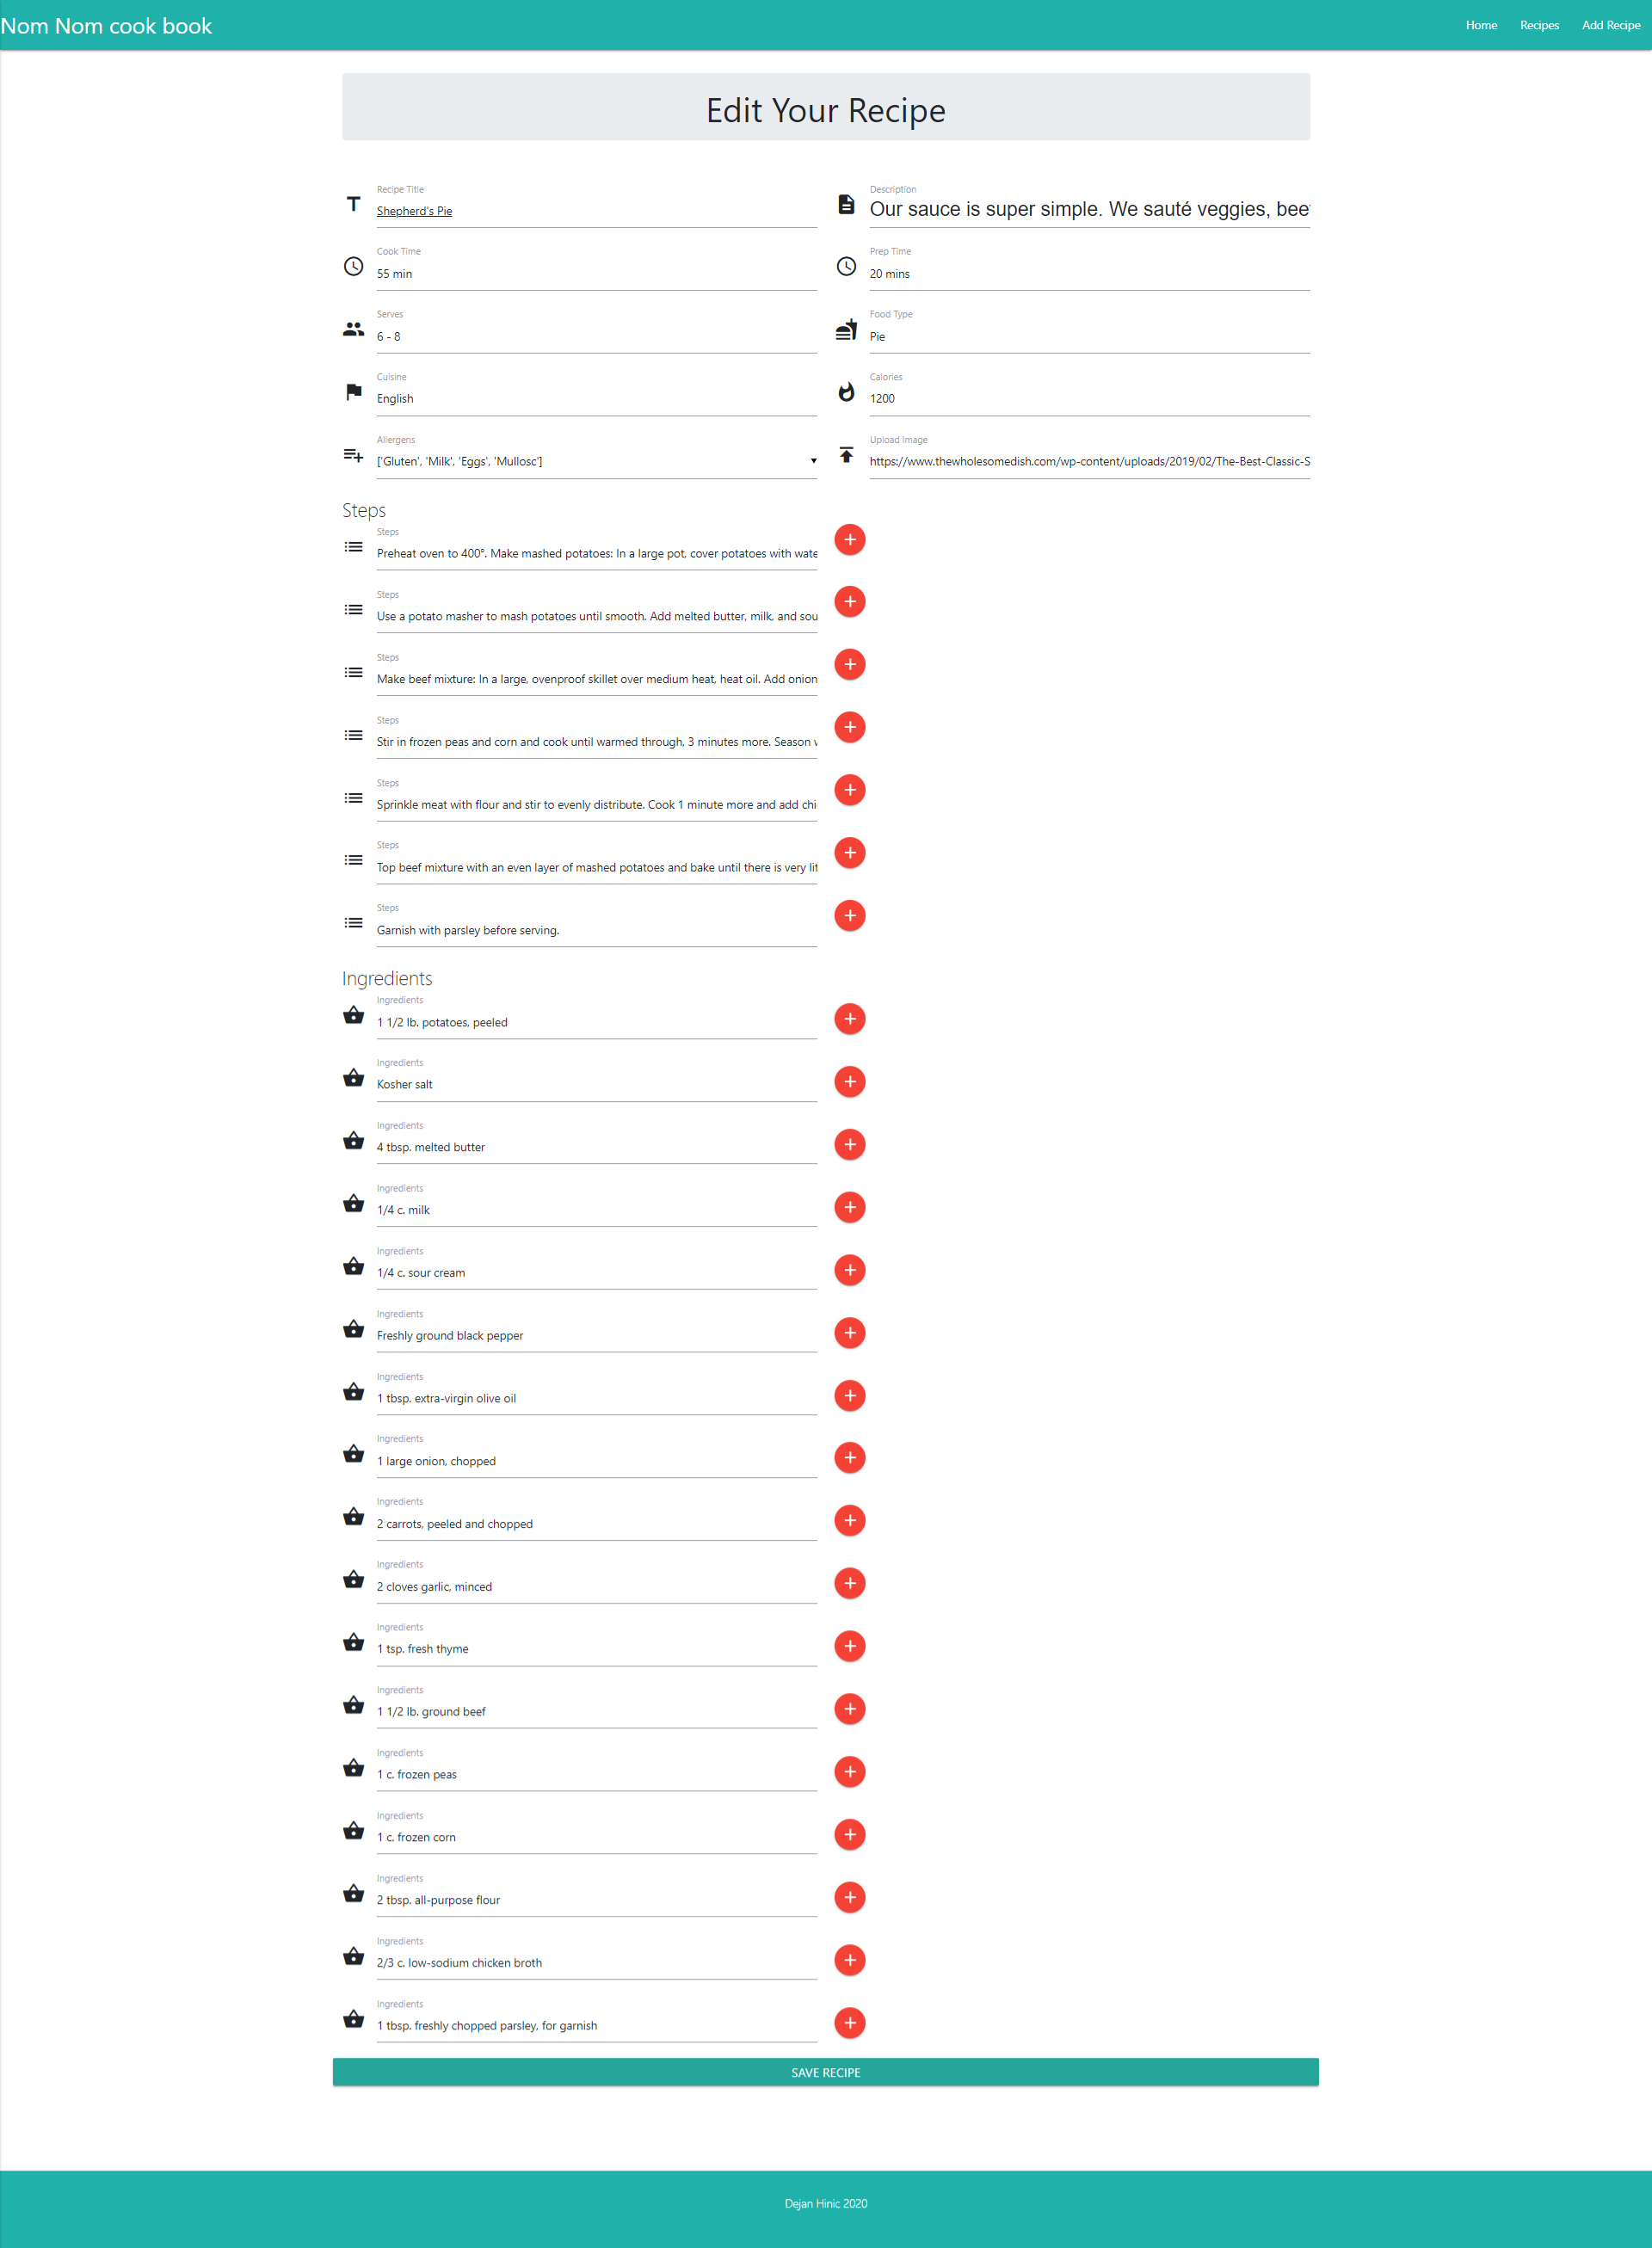 Nom Nom cook book
Home Recipes Add Recipe
Edit Your Recipe
Recipe Title
Shepherd's Pie
Description
Our sauce is super simple. We sauté veggies, bee
Cook Time
55 min
Prep Time
20 mins
Serves
6 - 8
Food Type
Pie
Cuisine
English
Calories
1200
Allergens
['Gluten', 'Milk', 'Eggs', 'Mullosc']
Upload Image
https://www.thewholesomedish.com/wp-content/uploads/2019/02/The-Best-Classic-S
Steps
Steps
Preheat oven to 400°. Make mashed potatoes: In a large pot, cover potatoes with wate
Steps
Use a potato masher to mash potatoes until smooth. Add melted butter, milk, and sou
Steps
Make beef mixture: In a large, ovenproof skillet over medium heat, heat oil. Add onion
Steps
Stir in frozen peas and corn and cook until warmed through, 3 minutes more. Season
Steps
Sprinkle meat with flour and stir to evenly distribute. Cook 1 minute more and add chi
Steps
Top beef mixture with an even layer of mashed potatoes and bake until there is very lit
Steps
Garnish with parsley before serving.
Ingredients
Ingredients
1 1/2 lb. potatoes, peeled
Ingredients
Kosher salt
Ingredients
4 tbsp. melted butter
Ingredients
1/4 c. milk
Ingredients
1/4 c. sour cream
Ingredients
Freshly ground black pepper
Ingredients
1 tbsp. extra-virgin olive oil
Ingredients
1 large onion, chopped
Ingredients
2 carrots, peeled and chopped
Ingredients
2 cloves garlic, minced
Ingredients
1 tsp. fresh thyme
Ingredients
1 1/2 lb. ground beef
Ingredients
1 c. frozen peas
Ingredients
1 c. frozen corn
Ingredients
2 tbsp. all-purpose flour
Ingredients
2/3 c. low-sodium chicken broth
Ingredients
1 tbsp. freshly chopped parsley, for garnish
SAVE RECIPE
Dejan Hinic 2020